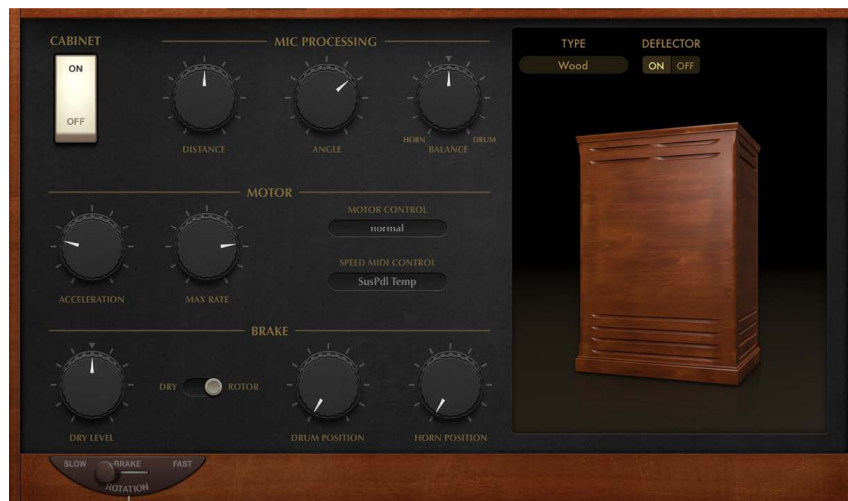 CABINET
ON
OFF
MIC PROCESSING
DISTANCE
ANGLE
HORN DRUM
BALANCE
TYPE
Wood
DEFLECTOR
ON OFF
MOTOR
ACCELERATION
MAX RATE
MOTOR CONTROL
normal
SPEED MIDI CONTROL
SusPdl Temp
BRAKE
DRY LEVEL
DRY ROTOR
DRUM POSITION
HORN POSITION
SLOW BRAKE FAST
ROTATION